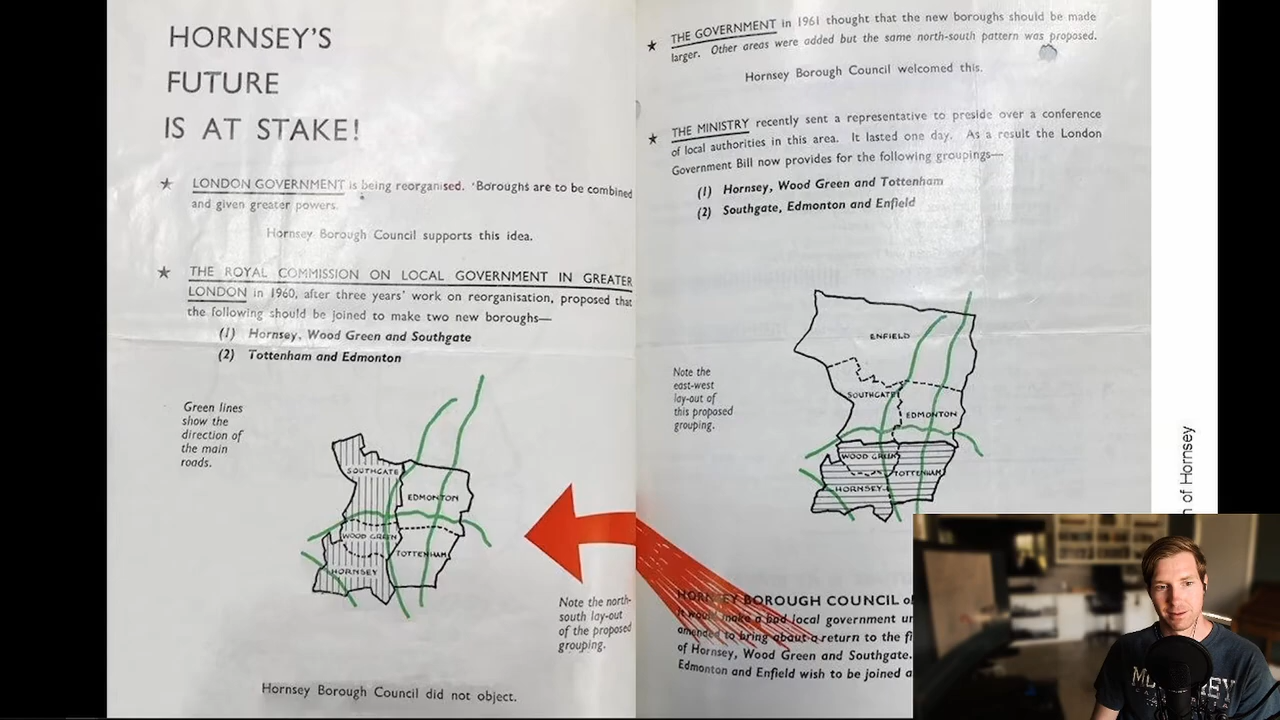 HORNSEY'S
FUTURE
IS AT STAKE!
★ LONDON GOVERNMENT is being reorganised. Boroughs are to be combined
and given greater powers.
Hornsey Borough Council supports this idea.
★ THE ROYAL COMMISSION ON LOCAL GOVERNMENT IN GREATER
LONDON in 1960, after three years' work on reorganisation, proposed that
the following should be joined to make two new boroughs—
(1) Hornsey, Wood Green and Southgate
(2) Tottenham and Edmonton
Green lines
show the
direction of
the main
roads.
SOUTHGATE
EDMONTON
WOOD GREEN
TOTTENHAM
HORNSEY
Note the north-
south lay-out
of the proposed
grouping.
Hornsey Borough Council did not object.
★ THE GOVERNMENT in 1961 thought that the new boroughs should be made
larger. Other areas were added but the same north-south pattern was proposed.
Hornsey Borough Council welcomed this.
★ THE MINISTRY recently sent a representative to preside over a conference
of local authorities in this area. It lasted one day. As a result the London
Government Bill now provides for the following groupings—
(1) Hornsey, Wood Green and Tottenham
(2) Southgate, Edmonton and Enfield
Note the
east-west
lay-out of
this proposed
grouping.
ENFIELD
SOUTHGATE
EDMONTON
WOOD GREEN
TOTTENHAM
HORNSEY
HORNSEY BOROUGH COUNCIL
It would make a bad local government
amended to bring about a return to the
of Hornsey, Wood Green and Southgate.
Edmonton and Enfield wish to be joined
of Hornsey